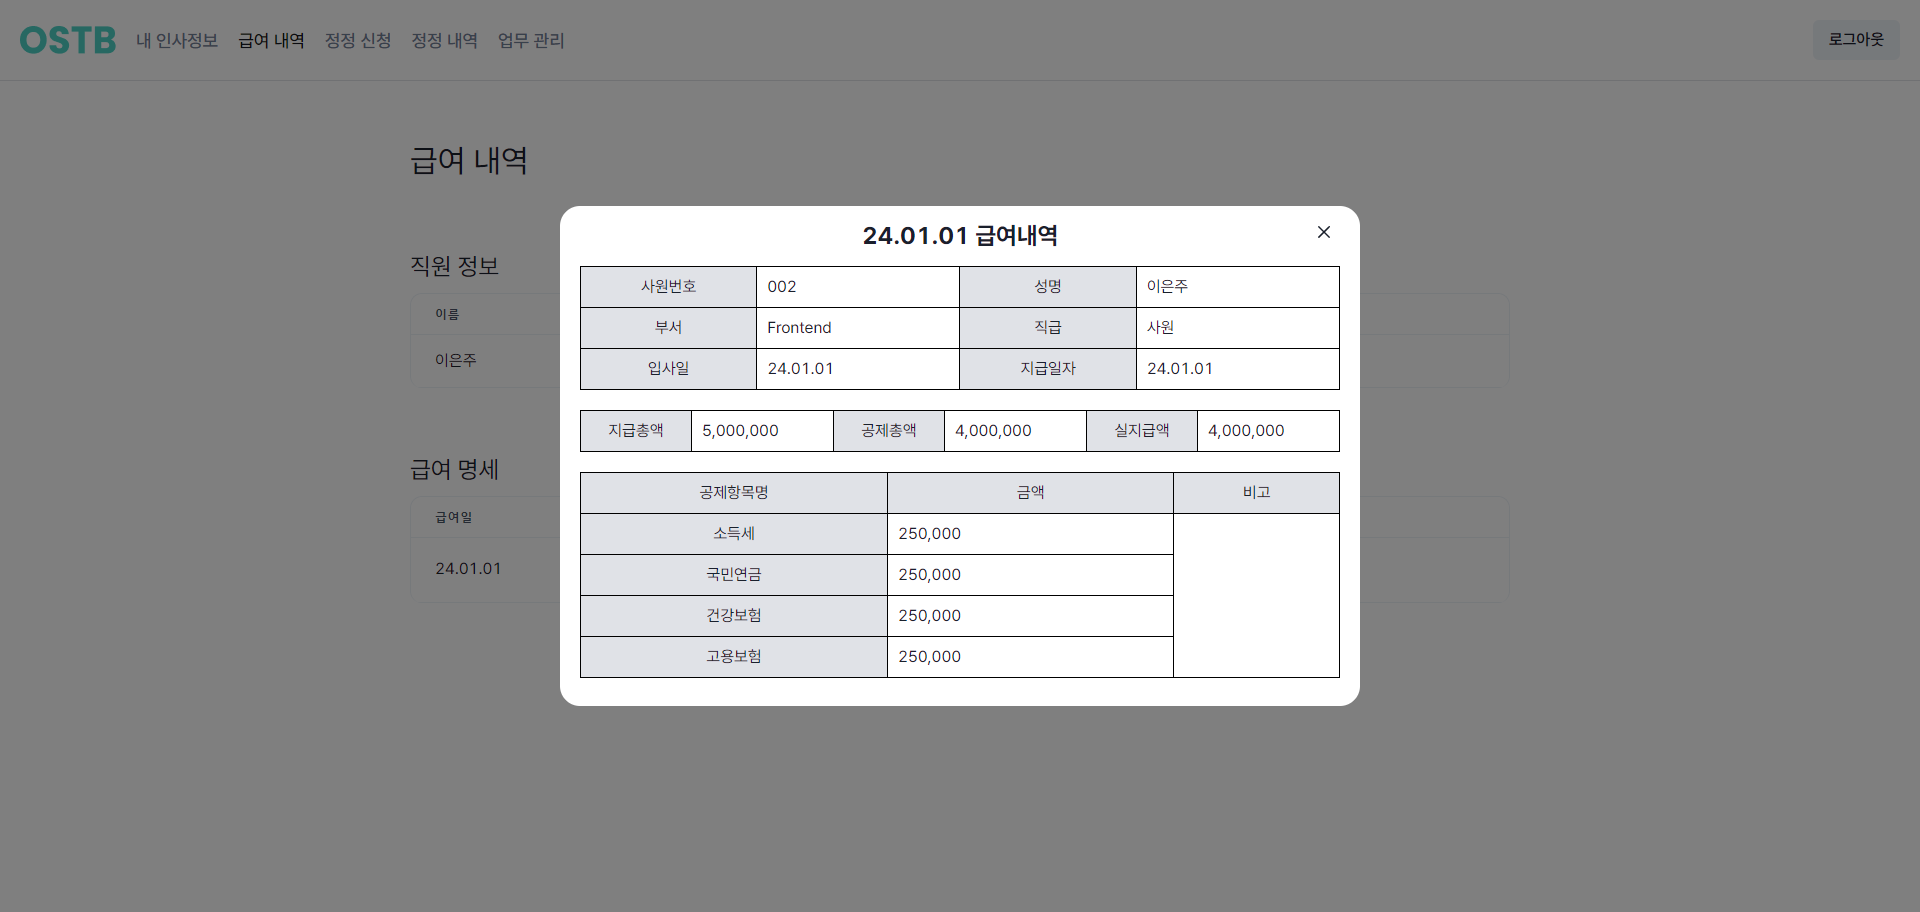 OSTB 내 인사정보 급여 내역 정정 신청 정정 내역 업무 관리 로그아웃
급여 내역
직원 정보
이름
이은주
급여 명세
급여일
24.01.01
24.01.01 급여내역
사원번호 002 성명 이은주
부서 Frontend 직급 사원
입사일 24.01.01 지급일자 24.01.01
지급총액 5,000,000 공제총액 4,000,000 실지급액 4,000,000
공제항목명 금액 비고
소득세 250,000
국민연금 250,000
건강보험 250,000
고용보험 250,000